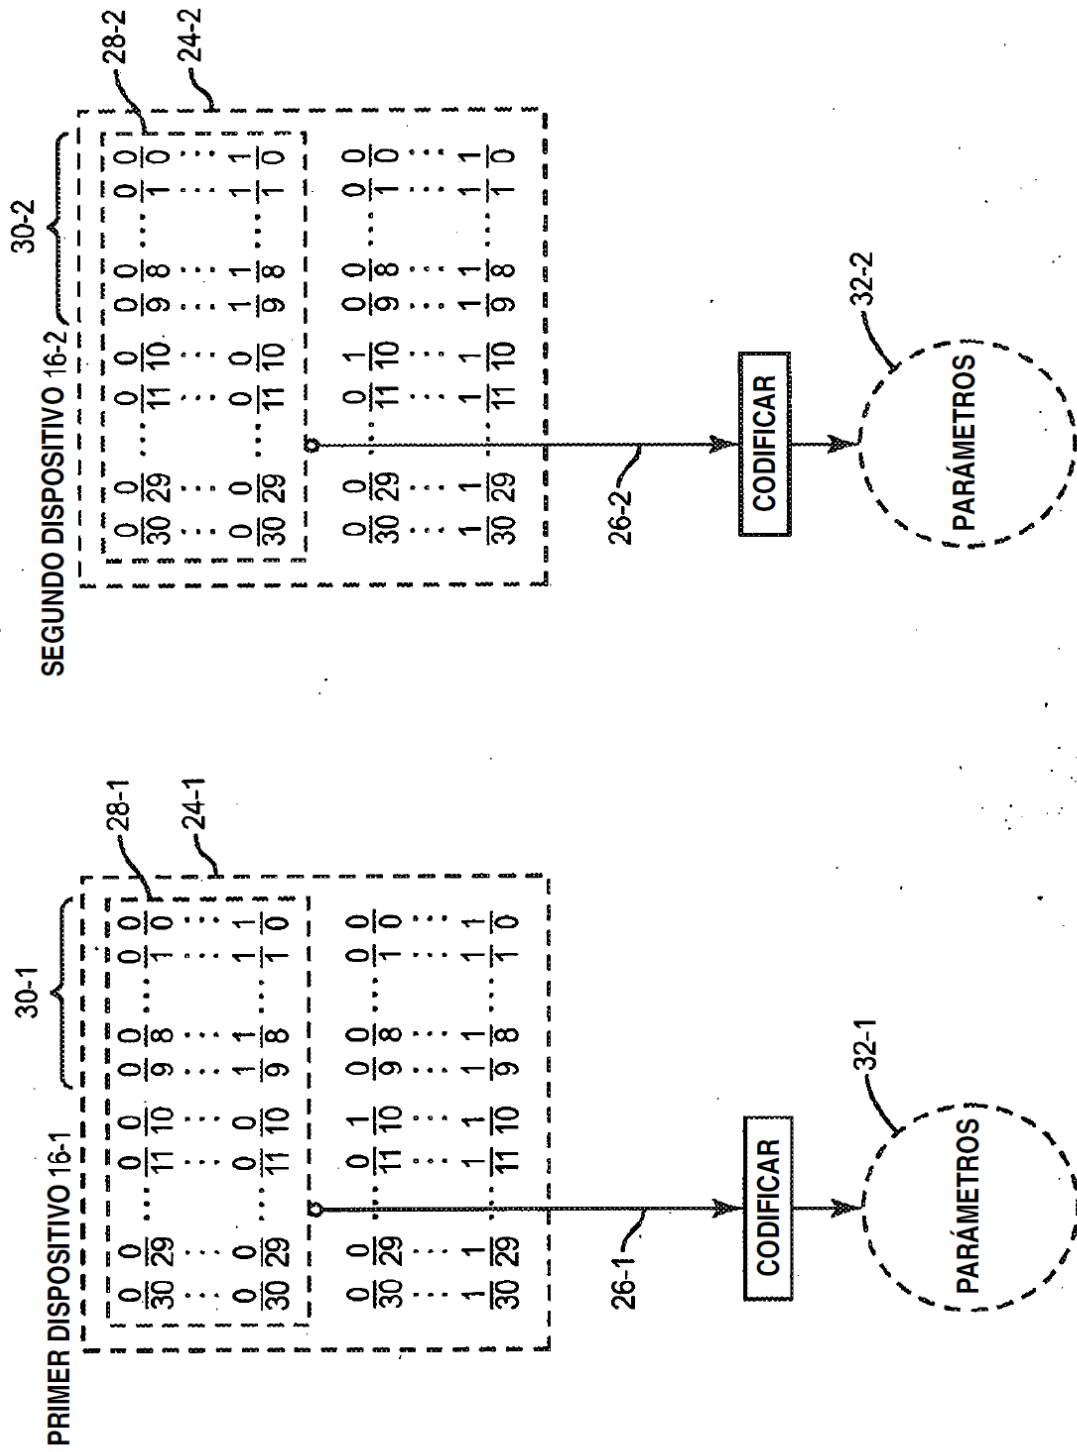 30-1
PRIMER DISPOSITIVO 16-1
28-1
0 0 0 0 0 0 0 0
30 29 ... 11 10 9 8 ... 1 0
24-1
0 0 0 0 1 1 1 1
30 29 ... 11 10 9 8 ... 1 0
0 0 0 1 0 0 0 0
30 29 ... 11 10 9 8 ... 1 0
1 1 1 1 1 1 1 1
30 29 ... 11 10 9 8 ... 1 0
26-1
CODIFICAR
32-1
PARÁMETROS
30-2
SEGUNDO DISPOSITIVO 16-2
28-2
0 0 0 0 0 0 0 0
30 29 ... 11 10 9 8 ... 1 0
24-2
0 0 0 0 1 1 1 1
30 29 ... 11 10 9 8 ... 1 0
0 0 0 1 0 0 0 0
30 29 ... 11 10 9 8 ... 1 0
1 1 1 1 1 1 1 1
30 29 ... 11 10 9 8 ... 1 0
26-2
CODIFICAR
32-2
PARÁMETROS